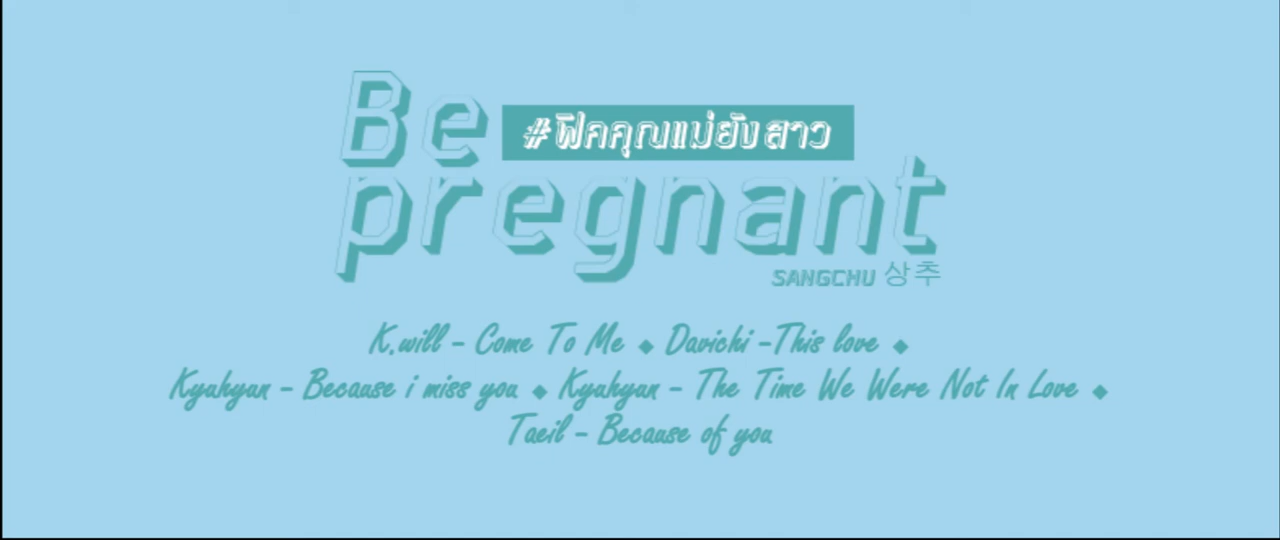 Be #ฟิคคุณแม่ยังสาว
pregnant
SANGCHU 상추
K.will - Come To Me ◆ Davichi -This love ◆
Kyuhyun - Because i miss you ◆ Kyuhyun - The Time We Were Not In Love ◆
Taeil - Because of you